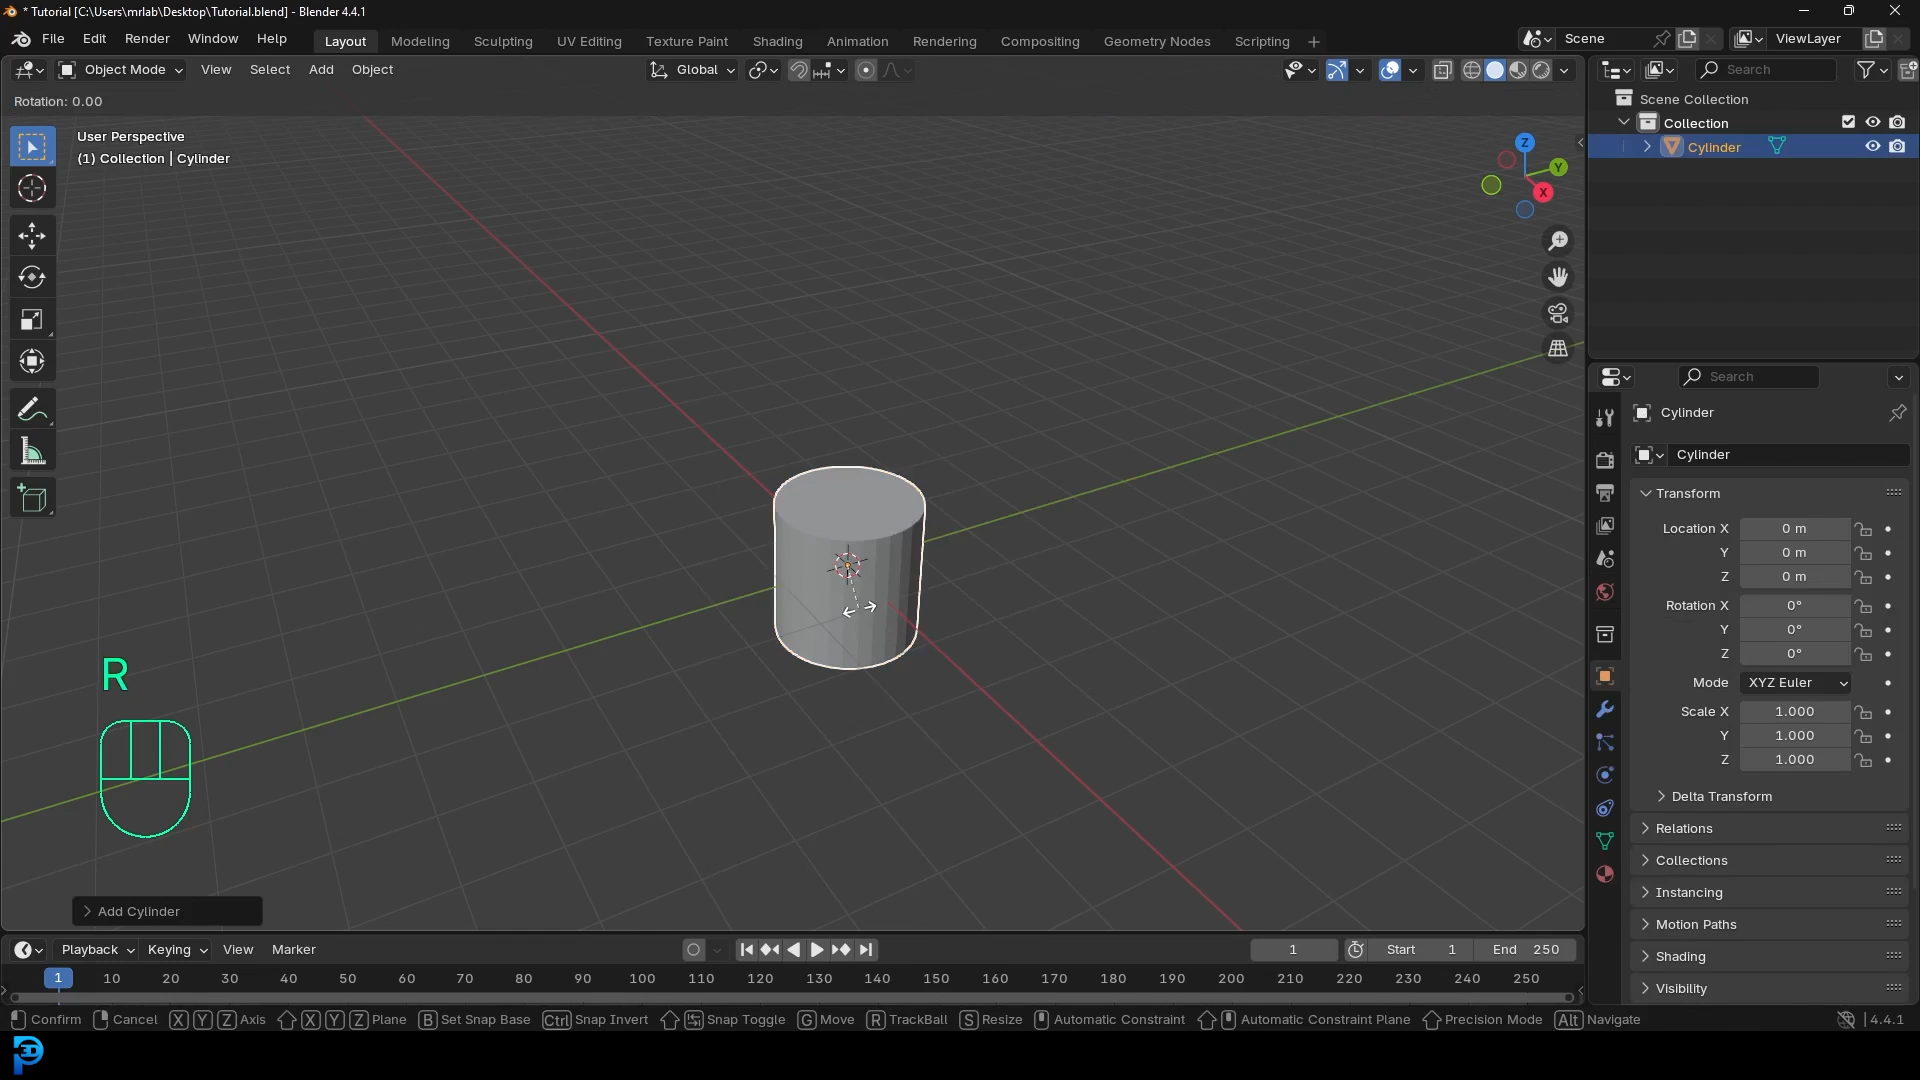 * Tutorial [C:\Users\mrlab\Desktop\Tutorial.blend] - Blender 4.4.1
File Edit Render Window Help Layout Modeling Sculpting UV Editing Texture Paint Shading Animation Rendering Compositing Geometry Nodes Scripting + Scene ViewLayer
Object Mode View Select Add Object Global Search
Rotation: 0.00
Scene Collection
Collection
Cylinder
User Perspective
(1) Collection | Cylinder
Z
Y
X
Search
Cylinder
Cylinder
Transform
Location X 0 m
Y 0 m
Z 0 m
Rotation X 0°
Y 0°
Z 0°
Mode XYZ Euler
Scale X 1.000
Y 1.000
Z 1.000
Delta Transform
Relations
Collections
Instancing
Motion Paths
Shading
Visibility
R
Add Cylinder
Playback Keying View Marker 1 Start 1 End 250
1 10 20 30 40 50 60 70 80 90 100 110 120 130 140 150 160 170 180 190 200 210 220 230 240 250
Confirm Cancel X Y Z Axis X Y Z Plane B Set Snap Base Ctrl Snap Invert Snap Toggle G Move R TrackBall S Resize Automatic Constraint Automatic Constraint Plane Precision Mode Alt Navigate 4.4.1
3D